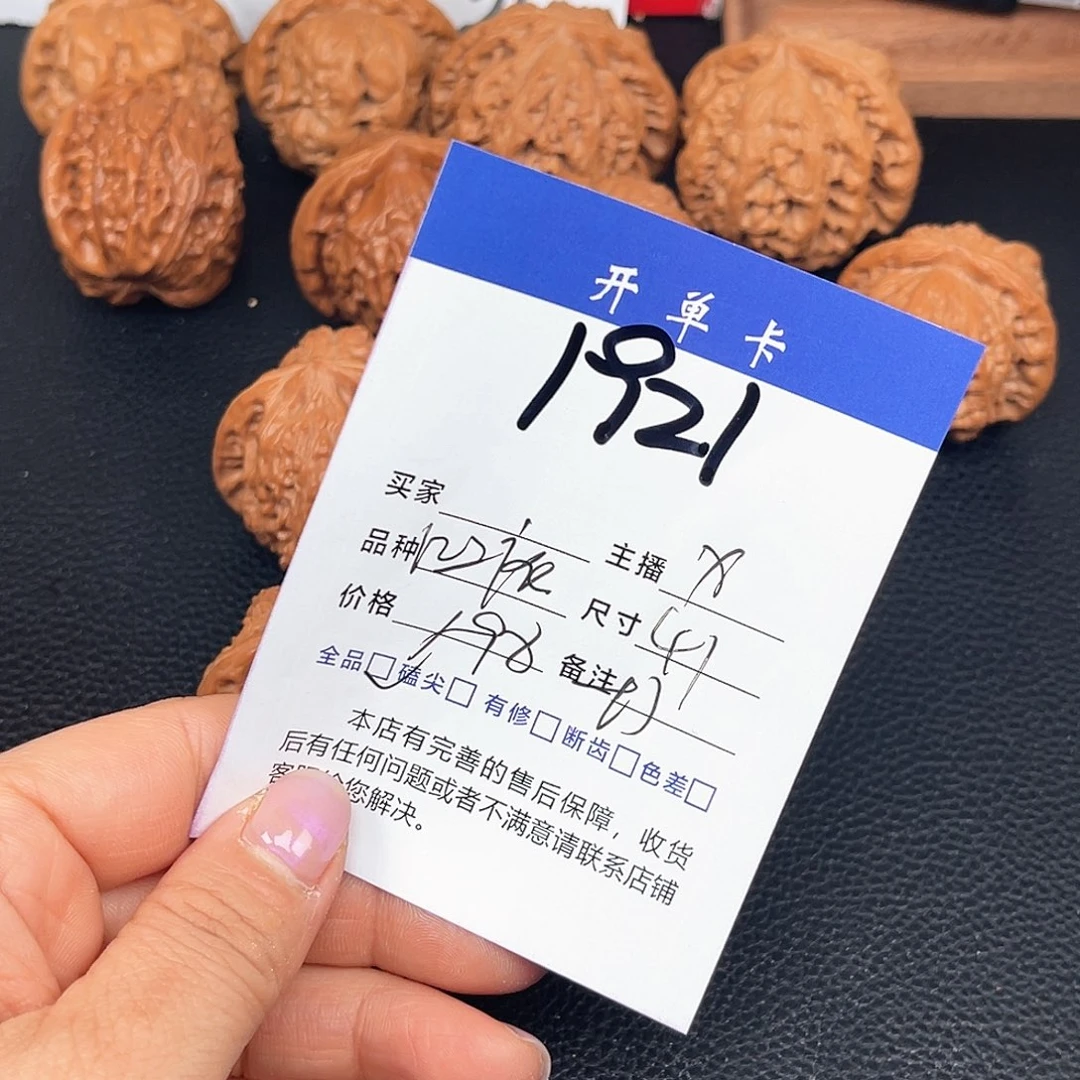 开单卡
1921
买家 主播
品种 尺寸 41
价格 198 备注
全品□ 磕尖□ 有修□ 断齿□ 色差□
本店有完善的售后保障，收货
后有任何问题或者不满意请联系店铺
客服给您解决。